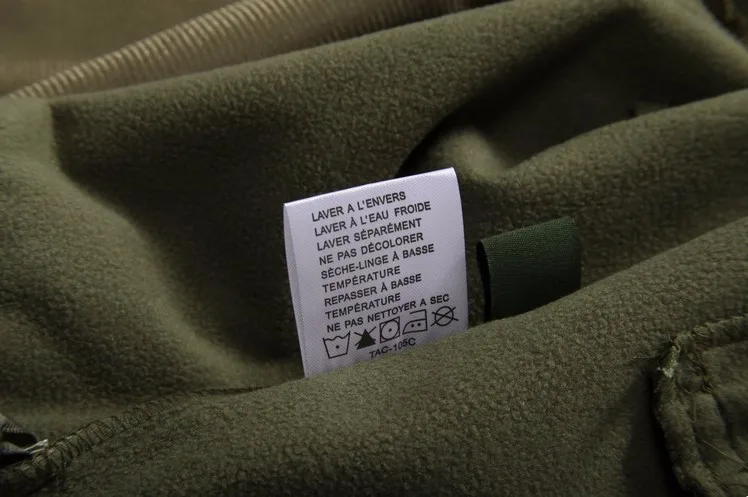 LAVER A L'ENVERS
LAVER À L'EAU FROIDE
LAVER SÉPARÉMENT
NE PAS DÉCOLORER
SÈCHE-LINGE À BASSE
TEMPÉRATURE
REPASSER À BASSE
TEMPÉRATURE
NE PAS NETTOYER A SEC
TAC-105C